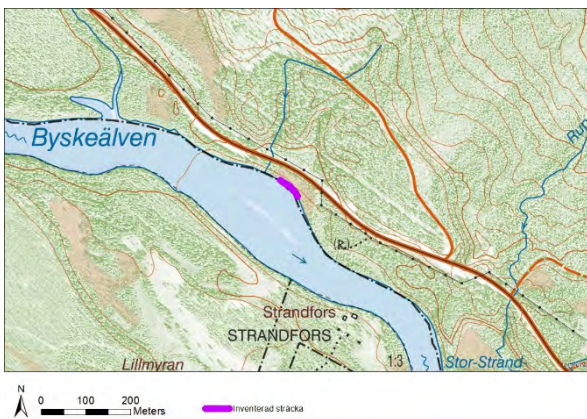 Byskeälven
(R)
Strandfors
STRANDFORS
Lillmyran
1:3
Stor-Strand-
N
0 100 200
Meters
Inventerad sträcka